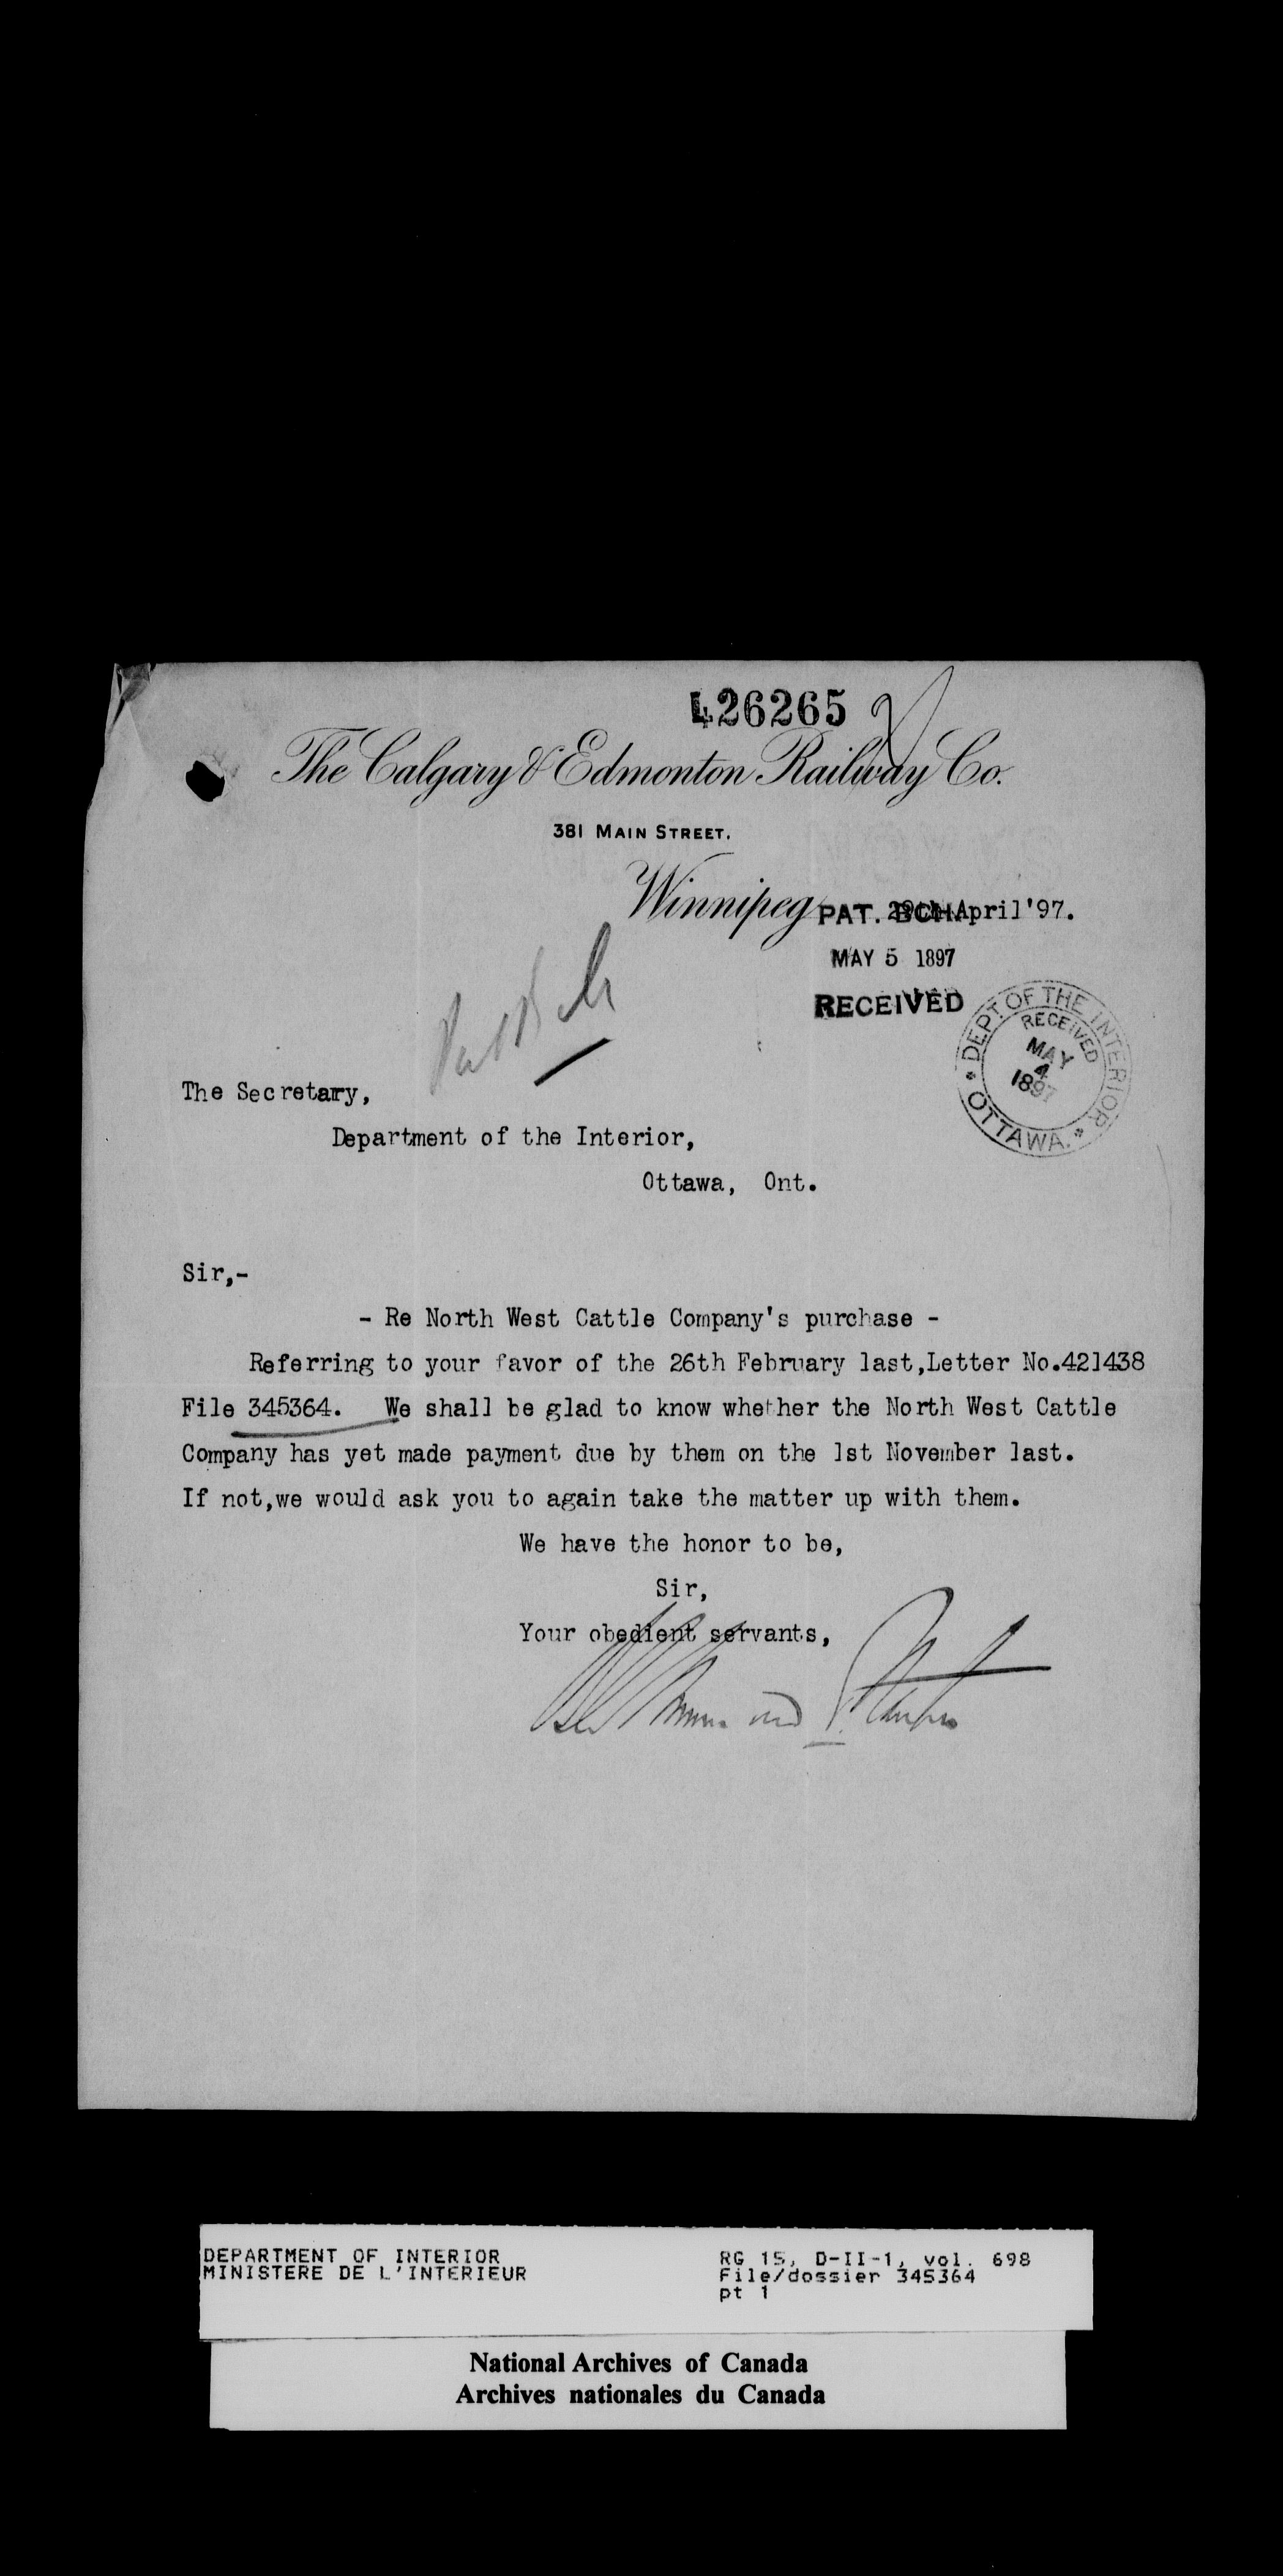 426265
The Calgary & Edmonton Railway Co.
381 MAIN STREET.
Winnipeg, 29th April '97.
PAT. BCH.
MAY 5 1897
RECEIVED
DEPT. OF THE INTERIOR
RECEIVED
MAY
4
1897
OTTAWA.
Pat Bch
The Secretary,
Department of the Interior,
Ottawa, Ont.
Sir,-
- Re North West Cattle Company's purchase -
Referring to your favor of the 26th February last,Letter No.421438
File 345364. We shall be glad to know whether the North West Cattle
Company has yet made payment due by them on the 1st November last.
If not,we would ask you to again take the matter up with them.
We have the honor to be,
Sir,
Your obedient servants,
DEPARTMENT OF INTERIOR
MINISTERE DE L'INTERIEUR
RG 15, D-II-1, vol. 698
File/dossier 345364
pt 1
National Archives of Canada
Archives nationales du Canada